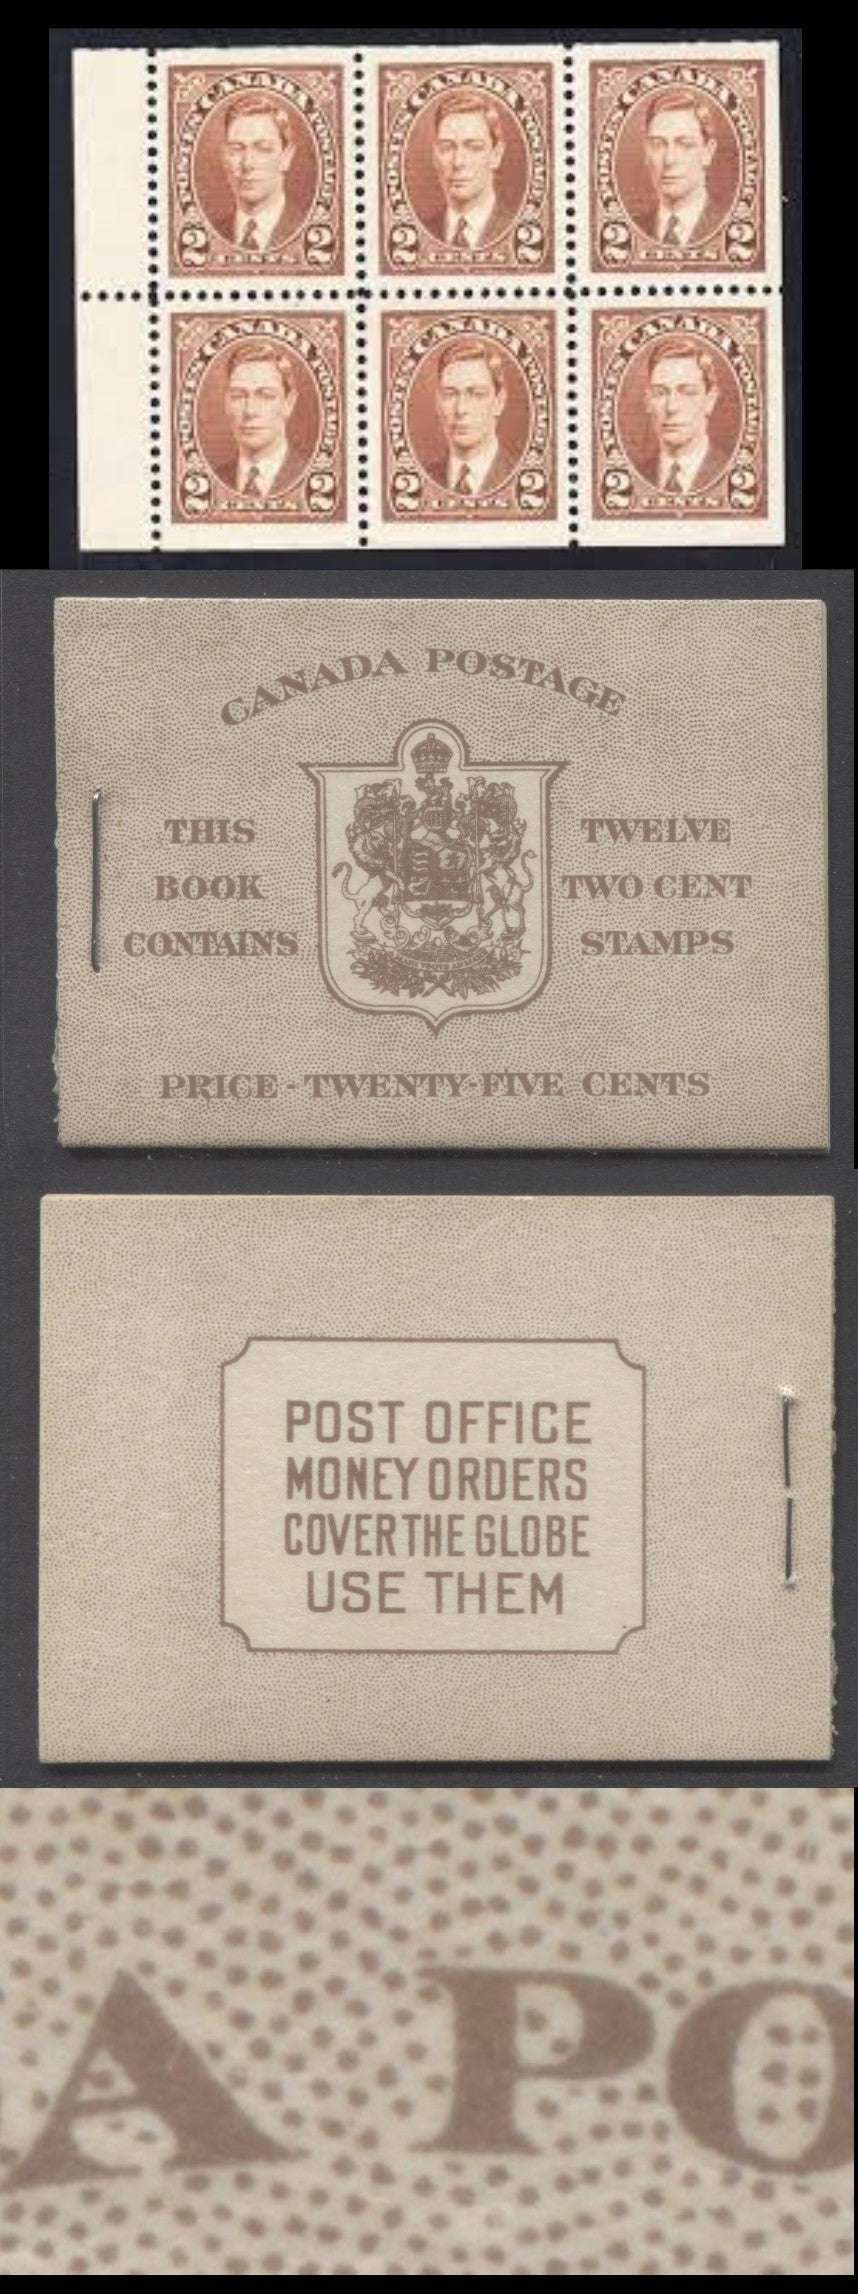 CANADA CANADA CANADA
POSTES POSTAGE POSTES POSTAGE POSTES POSTAGE
2 CENTS 2 2 CENTS 2 2 CENTS 2
CANADA CANADA CANADA
POSTES POSTAGE POSTES POSTAGE POSTES POSTAGE
2 CENTS 2 2 CENTS 2 2 CENTS 2
CANADA POSTAGE
THIS
BOOK
CONTAINS
TWELVE
TWO CENT
STAMPS
PRICE - TWENTY-FIVE CENTS
POST OFFICE
MONEY ORDERS
COVER THE GLOBE
USE THEM
A PO